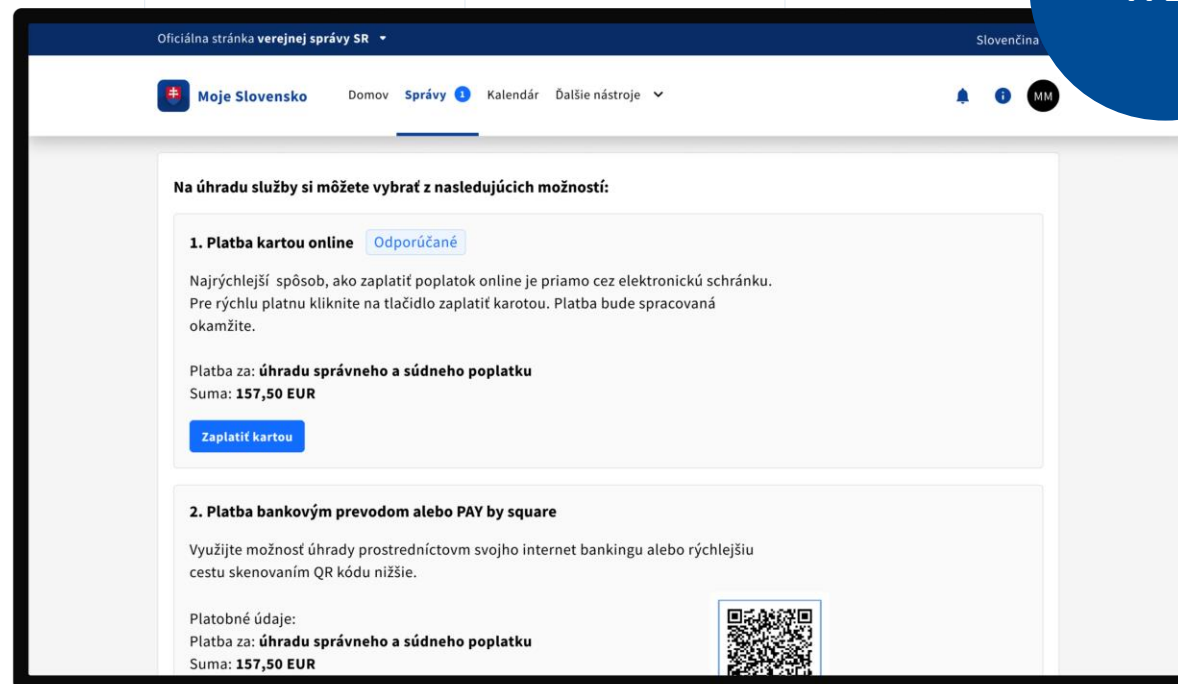 Oficiálna stránka verejnej správy SR
Slovenčina
Moje Slovensko
Domov
Správy 1
Kalendár
Ďalšie nástroje
MM
Na úhradu služby si môžete vybrať z nasledujúcich možností:
1. Platba kartou online
Odporúčané
Najrýchlejší spôsob, ako zaplatiť poplatok online je priamo cez elektronickú schránku.
Pre rýchlu platnu kliknite na tlačidlo zaplatiť karotou. Platba bude spracovaná
okamžite.
Platba za: úhradu správneho a súdneho poplatku
Suma: 157,50 EUR
Zaplatiť kartou
2. Platba bankovým prevodom alebo PAY by square
Využijte možnosť úhrady prostredníctovm svojho internet bankingu alebo rýchlejšiu
cestu skenovaním QR kódu nižšie.
Platobné údaje:
Platba za: úhradu správneho a súdneho poplatku
Suma: 157,50 EUR